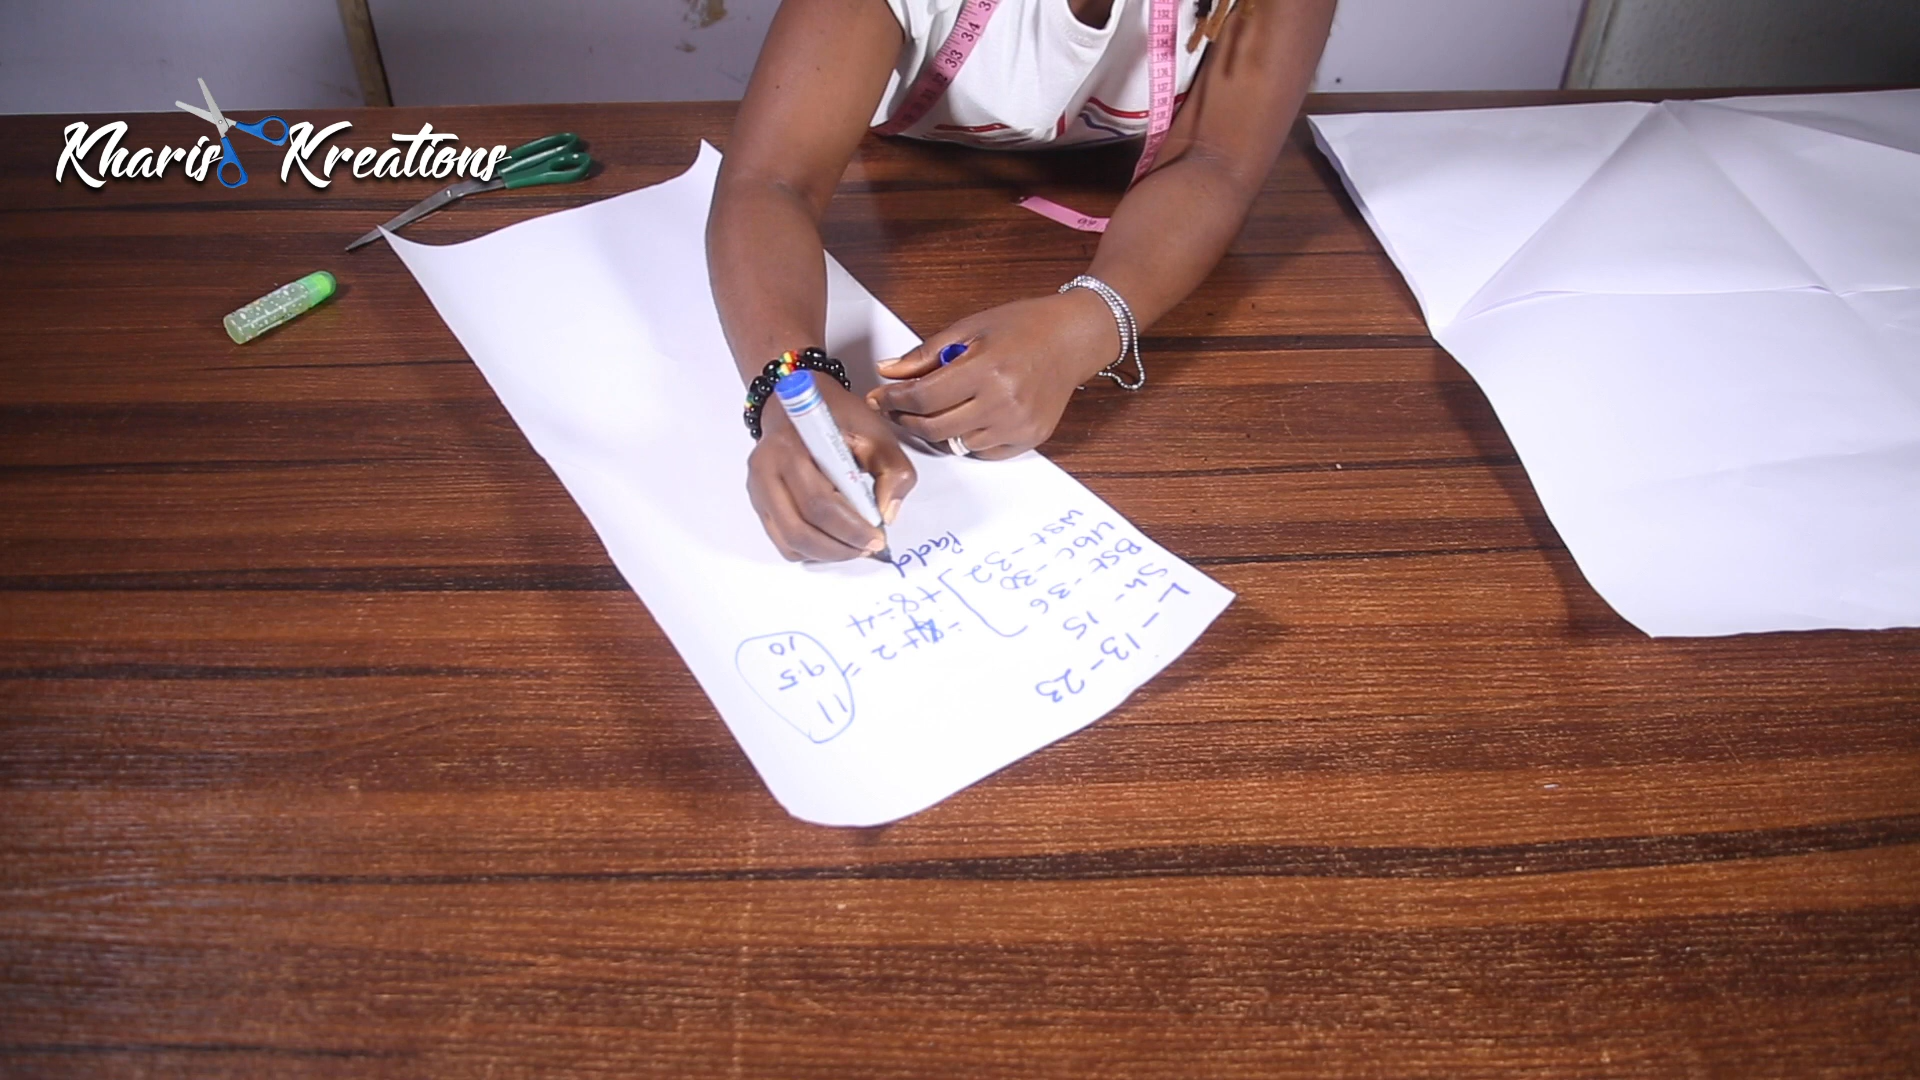 Kharis Kreations
L - 13 - 23
Sh - 15
Bst - 36
Ubc - 30
wst - 32
+8÷4
÷4+2
=
11
9.5
10
Padd
33
34